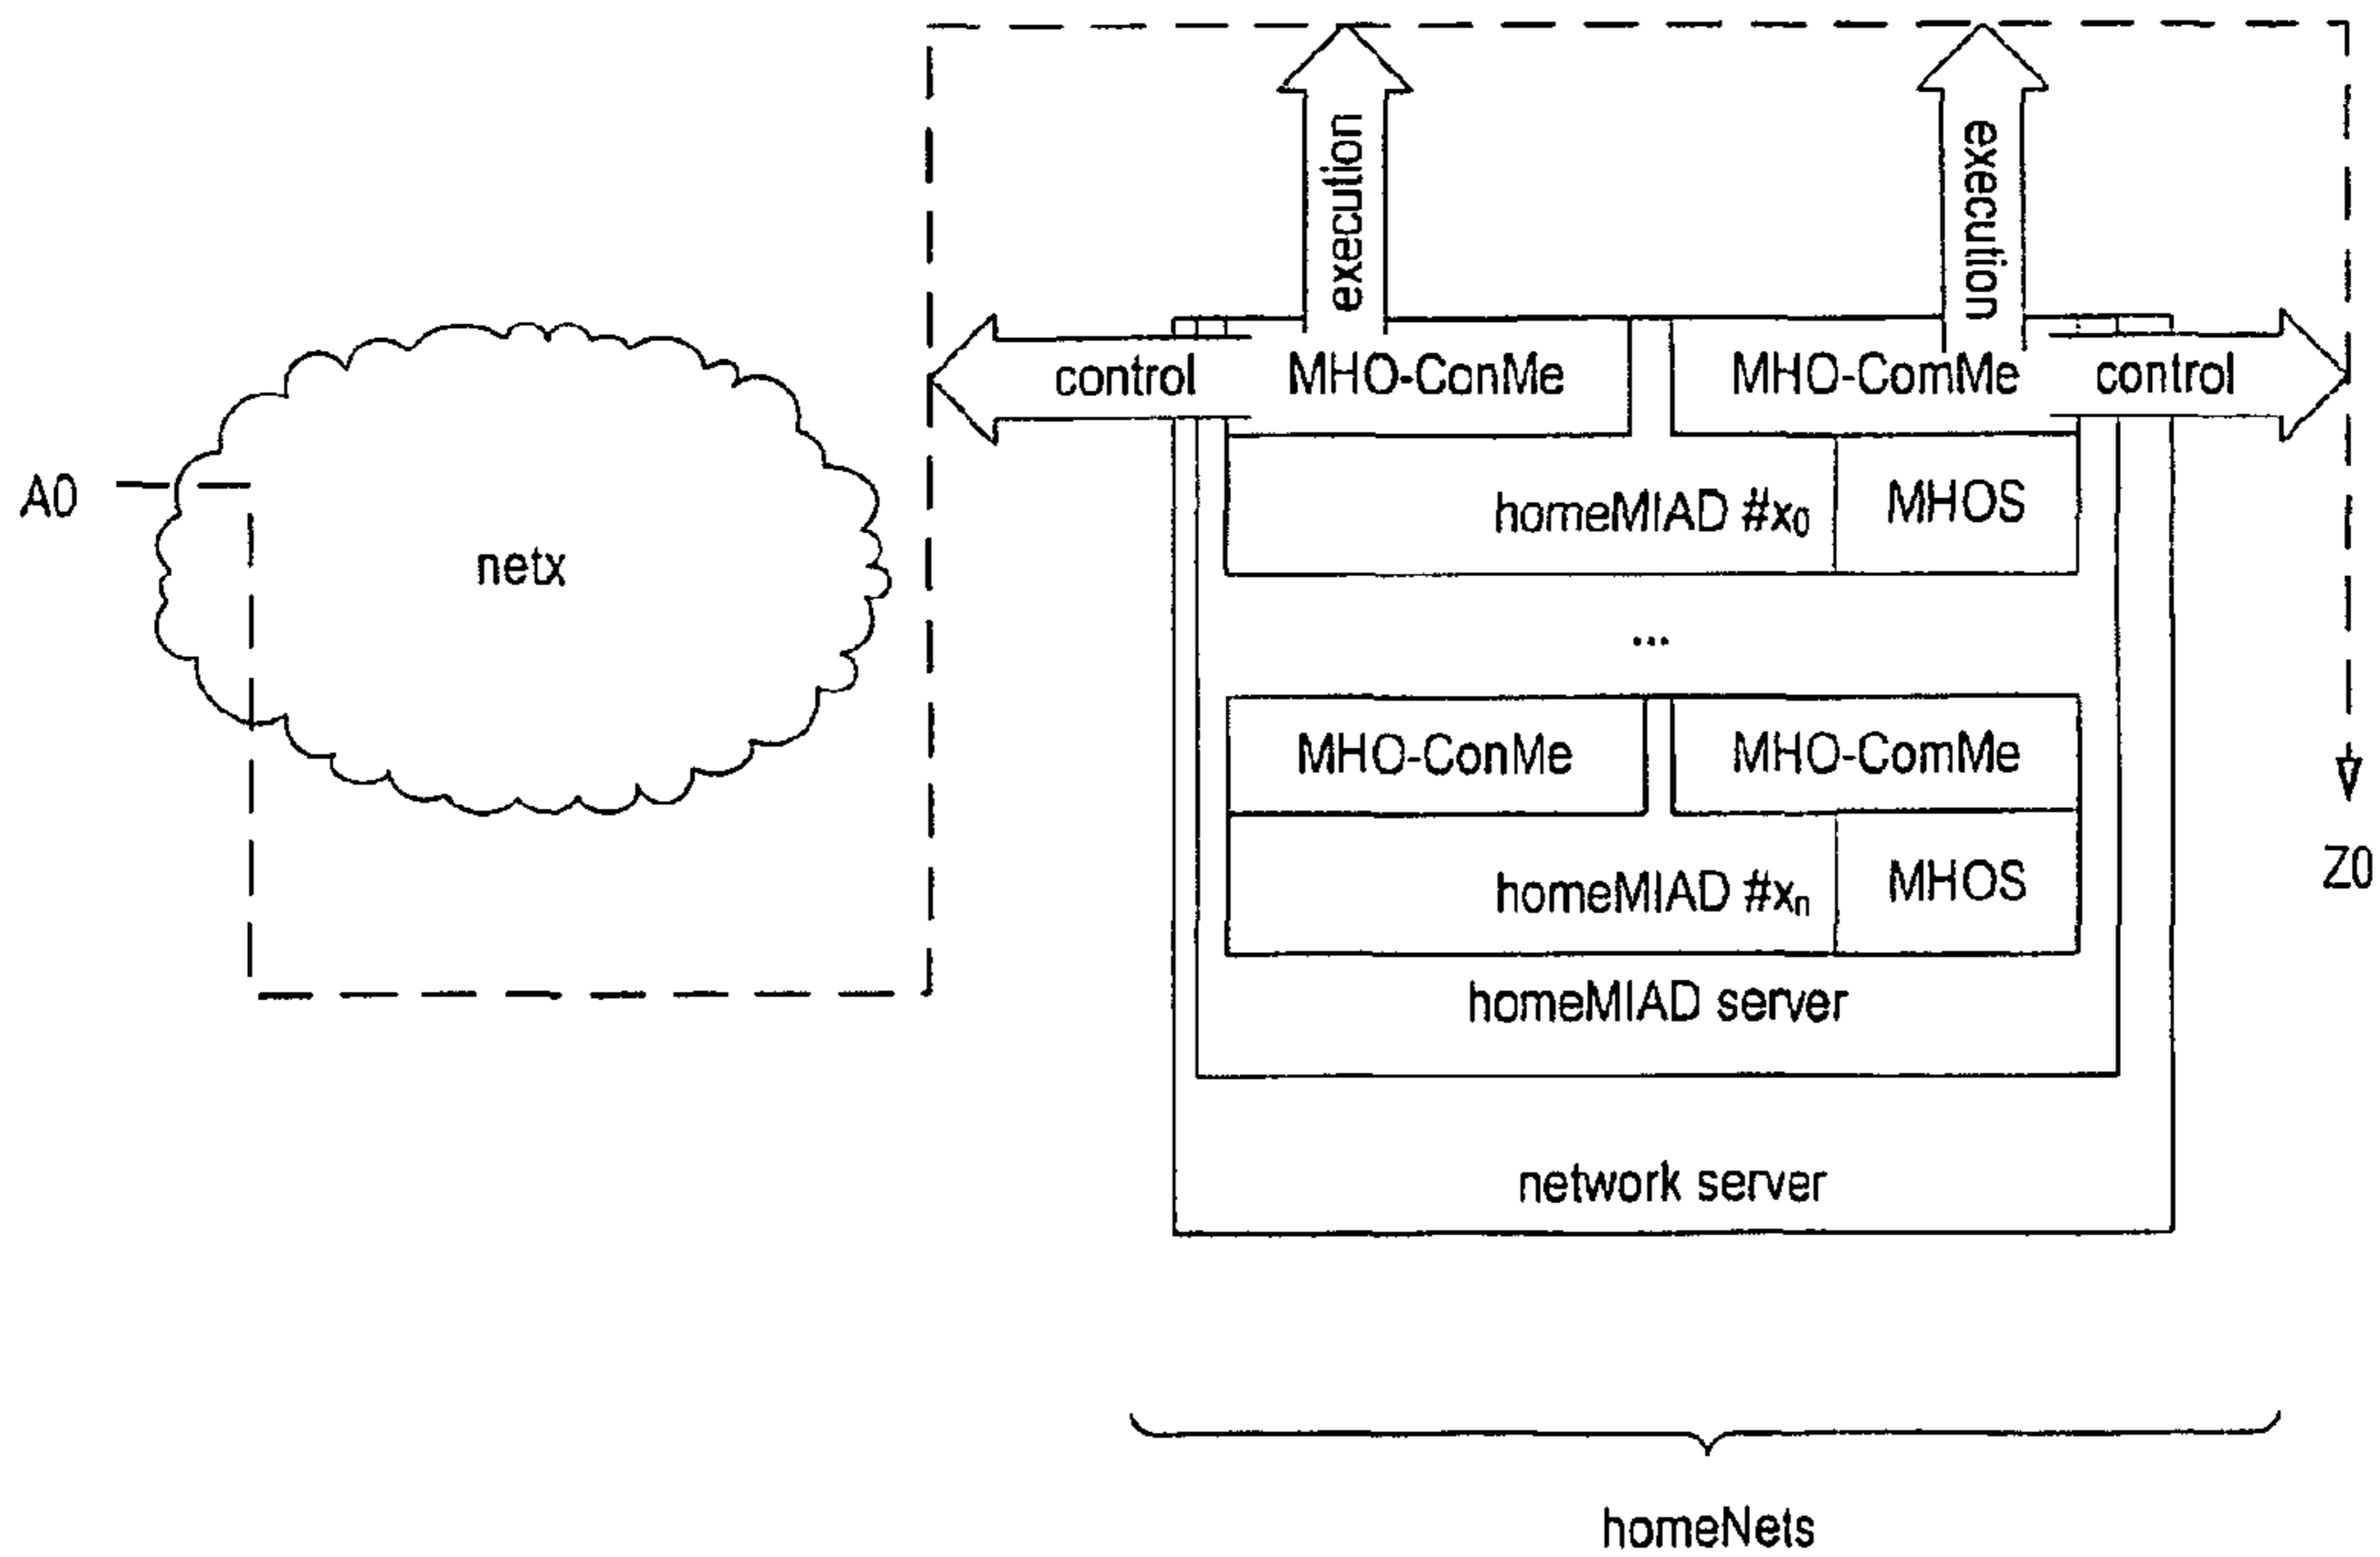 execution
execution
control
MHO-ConMe
MHO-ComMe
control
A0
homeMIAD #x0
MHOS
netx
...
MHO-ConMe
MHO-ComMe
Z0
homeMIAD #xn
MHOS
homeMIAD server
network server
homeNets